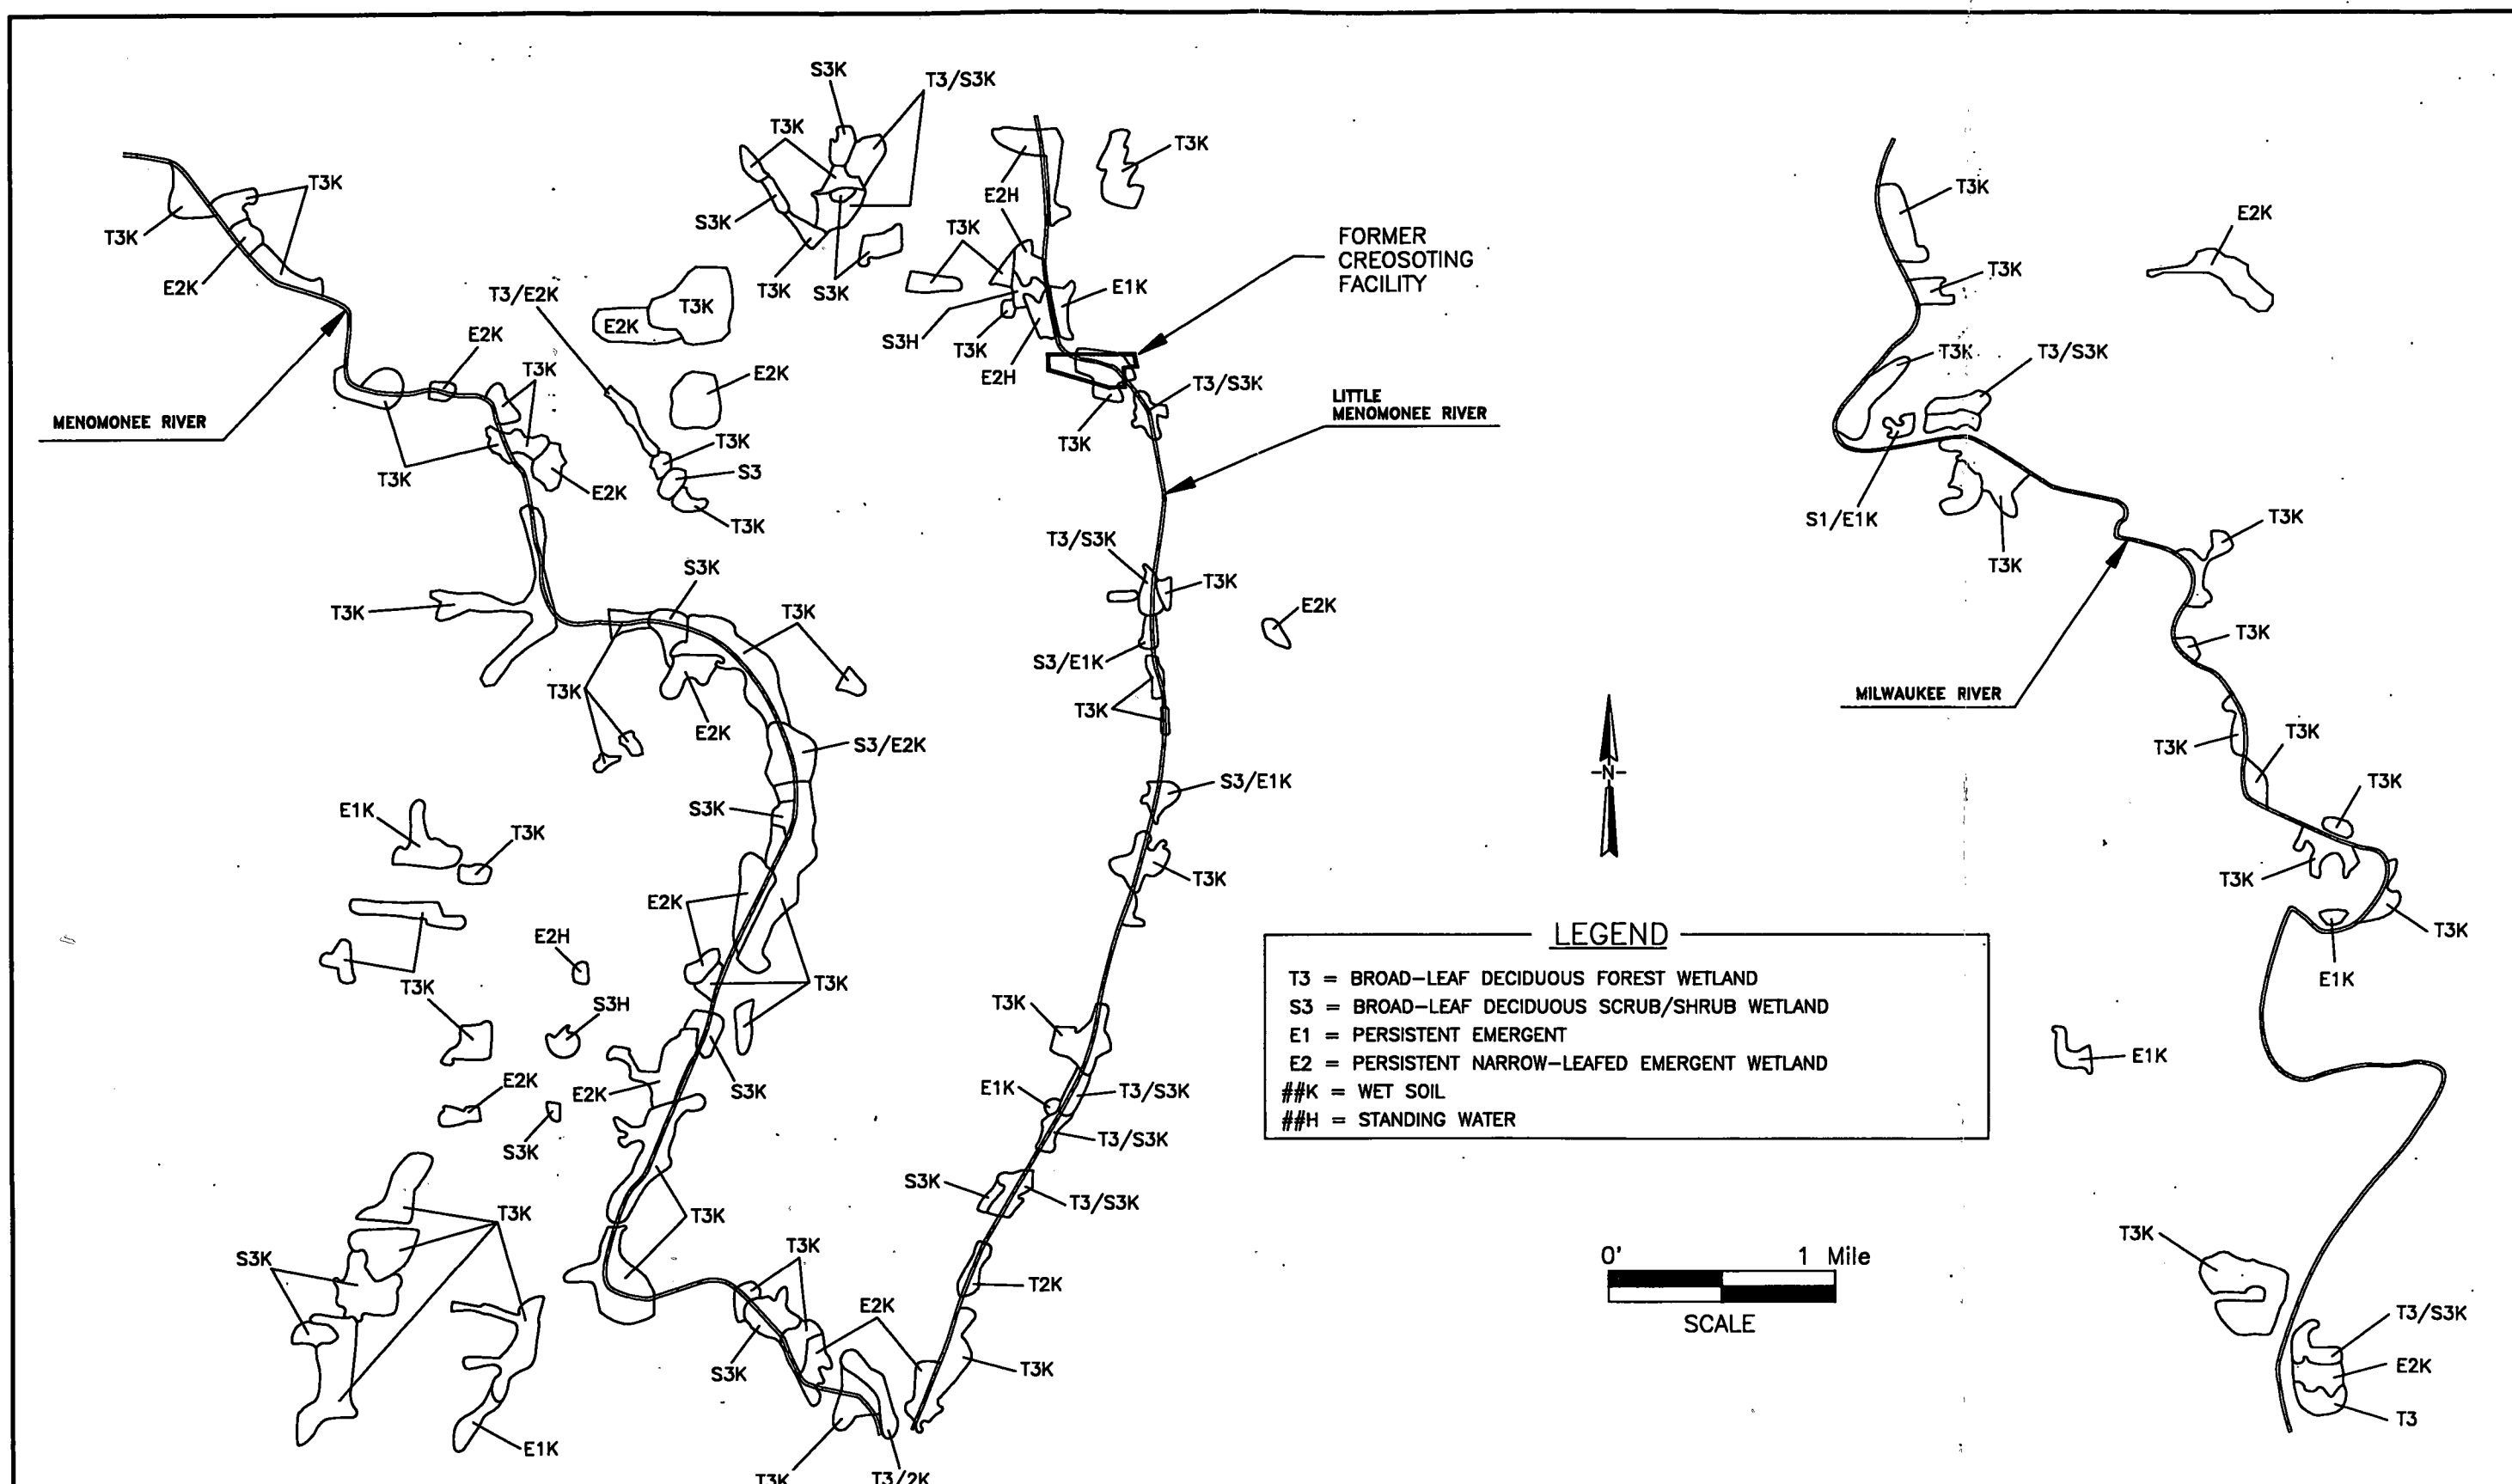 S3K
T3/S3K
T3K
T3K
T3K
T3K
E2H
S3K
T3K
T3K
E2K
FORMER
CREOSOTING
FACILITY
T3K
E2K
T3K
S3K
T3K
E1K
T3/E2K
T3K
E2K
E2K
S3H
T3K
E2H
T3K
T3/S3K
T3K
E2K
T3/S3K
MENOMONEE RIVER
LITTLE
MENOMONEE RIVER
T3K
T3K
T3K
S3
E2K
T3K
S1/E1K
T3K
T3K
T3/S3K
S3K
T3K
T3K
T3K
E2K
T3K
S3/E1K
T3K
T3K
E2K
MILWAUKEE RIVER
S3/E2K
T3K
T3K
S3/E1K
S3K
E1K
T3K
T3K
T3K
T3K
E2K
T3K
E2H
T3K
T3K
E1K
S3H
T3K
LEGEND
T3 = BROAD-LEAF DECIDUOUS FOREST WETLAND
S3 = BROAD-LEAF DECIDUOUS SCRUB/SHRUB WETLAND
E1 = PERSISTENT EMERGENT
E2 = PERSISTENT NARROW-LEAFED EMERGENT WETLAND
##K = WET SOIL
##H = STANDING WATER
E1K
E2K
E2K
S3K
E1K
T3/S3K
T3/S3K
S3K
S3K
T3/S3K
T3K
T3K
T3K
S3K
T3K
E2K
T2K
-N-
0' 1 Mile
SCALE
T3/S3K
E2K
T3
S3K
T3K
E1K
T3K
T3/2K